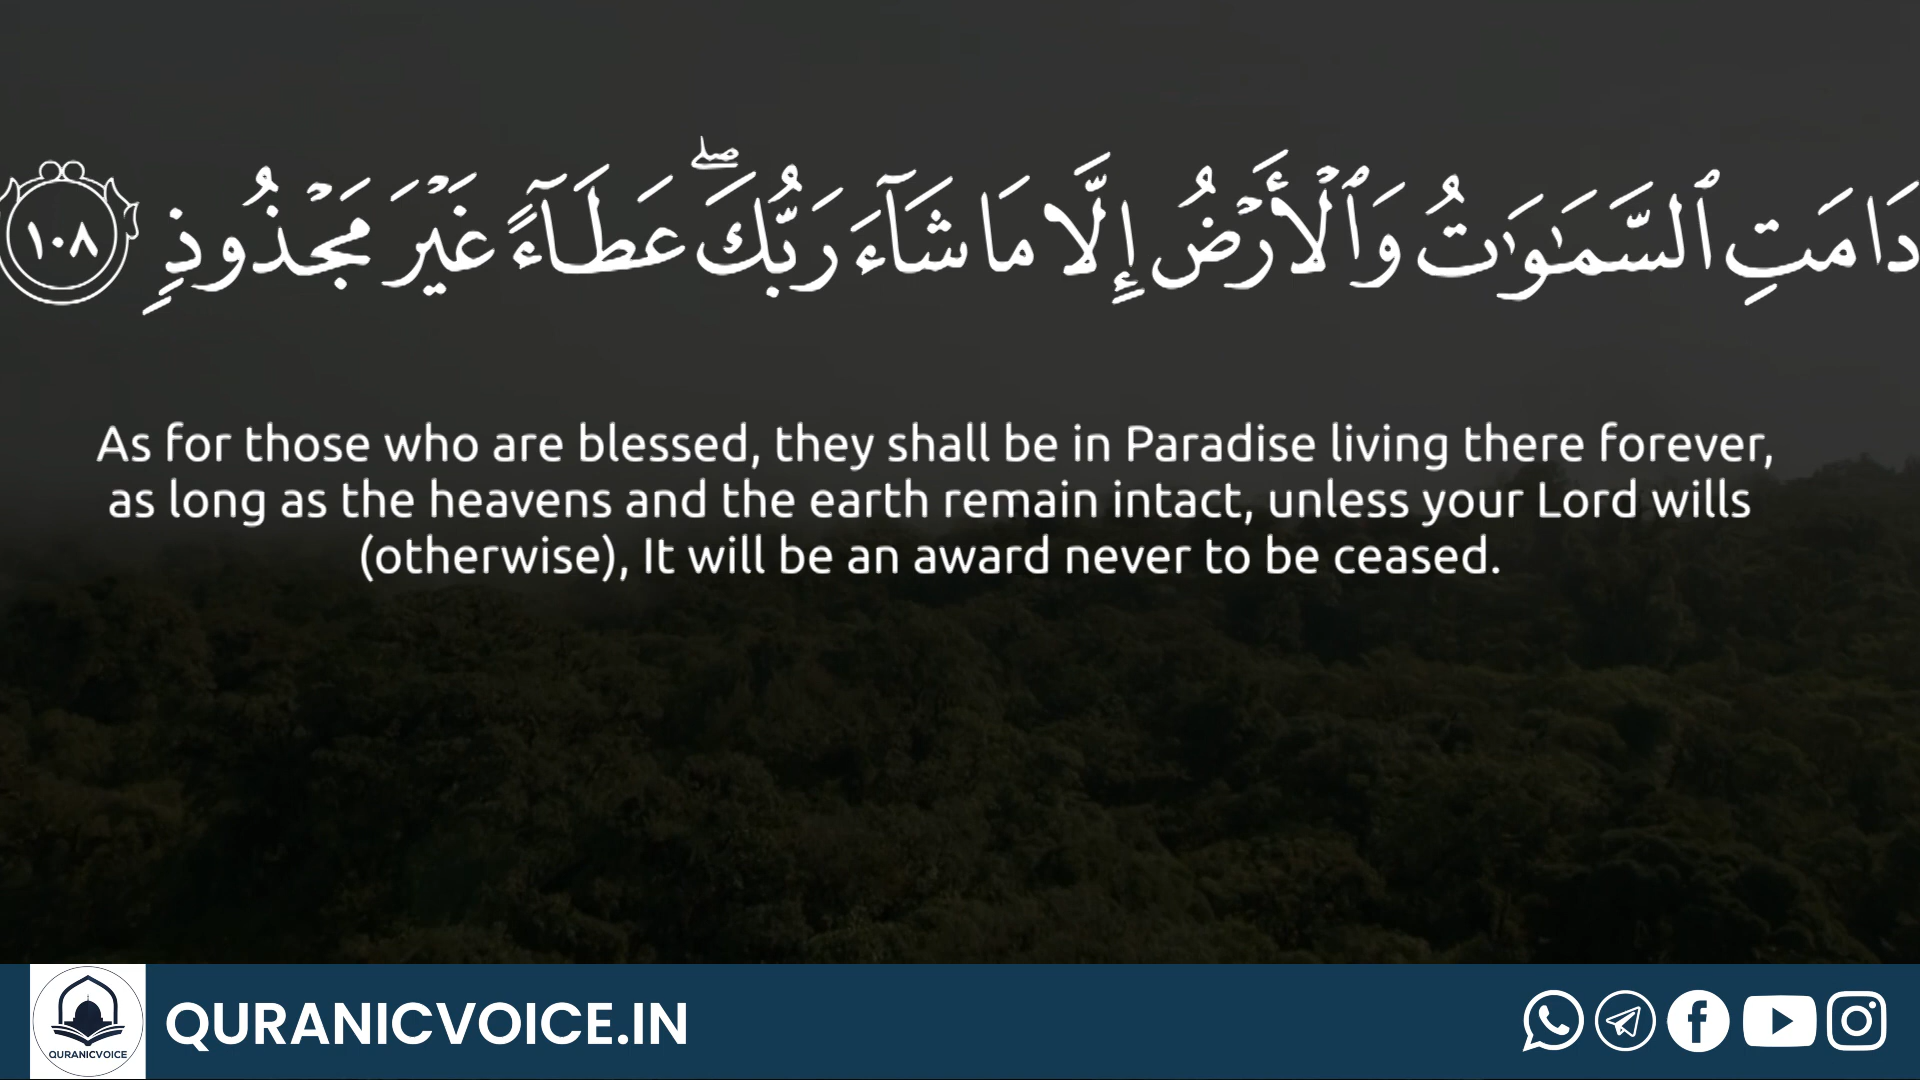 دَامَتِ ٱلسَّمَـٰوَٰتُ وَٱلْأَرْضُ إِلَّا مَا شَآءَ رَبُّكَ ۖ عَطَآءً غَيْرَ مَجْذُوذٍ ١٠٨
As for those who are blessed, they shall be in Paradise living there forever,
as long as the heavens and the earth remain intact, unless your Lord wills
(otherwise), It will be an award never to be ceased.
QURANICVOICE
QURANICVOICE.IN